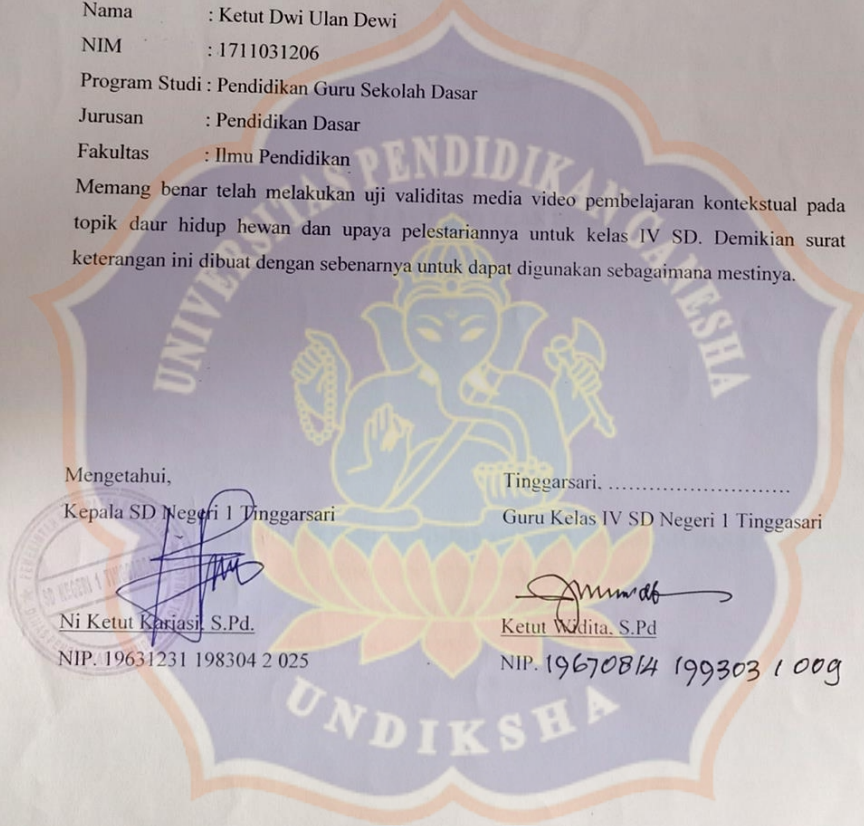 Nama : Ketut Dwi Ulan Dewi
NIM : 1711031206
Program Studi : Pendidikan Guru Sekolah Dasar
Jurusan : Pendidikan Dasar
Fakultas : Ilmu Pendidikan
Memang benar telah melakukan uji validitas media video pembelajaran kontekstual pada
topik daur hidup hewan dan upaya pelestariannya untuk kelas IV SD. Demikian surat
keterangan ini dibuat dengan sebenarnya untuk dapat digunakan sebagaimana mestinya.
UNIVERSITAS PENDIDIKAN GANESHA
Mengetahui,
Kepala SD Negeri 1 Tinggarsari
Tinggarsari, ...........................
Guru Kelas IV SD Negeri 1 Tinggasari
SD NEGERI 1
Ni Ketut Kariasi, S.Pd.
NIP. 19631231 198304 2 025
Ketut Widita, S.Pd
NIP. 19670814 199303 1 009
UNDIKSHA